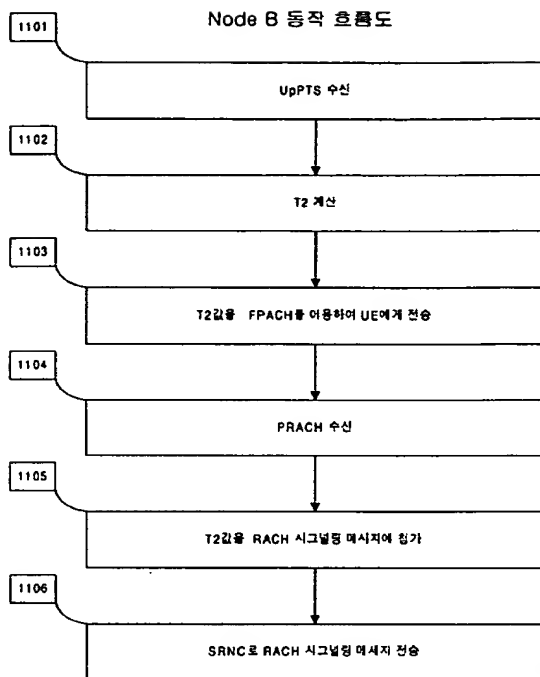 Node B 동작 흐름도
1101
UpPTS 수신
1102
T2 계산
1103
T2값을 FPACH를 이용하여 UE에게 전송
1104
PRACH 수신
1105
T2값을 RACH 시그널링 메시지에 첨가
1106
SRNC로 RACH 시그널링 메세지 전송